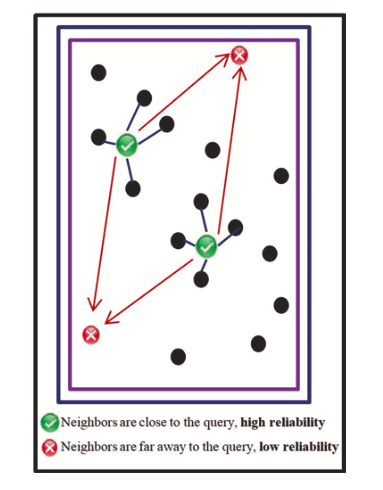 Neighbors are close to the query, high reliability
Neighbors are far away to the query, low reliability